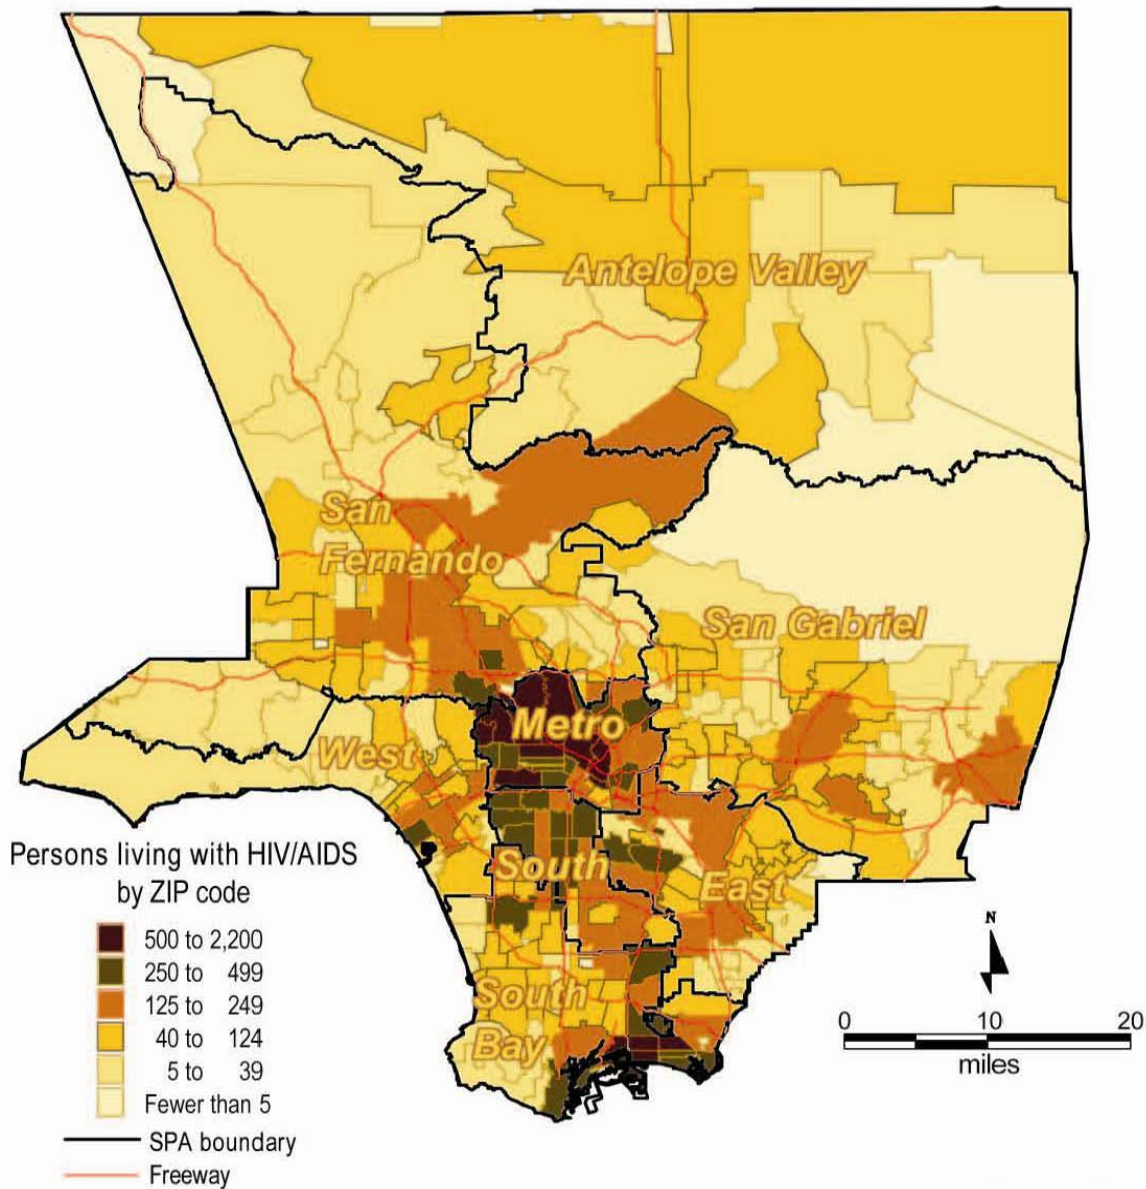 Antelope Valley
San
Fernando
San Gabriel
Metro
West
South
East
South
Bay
Persons living with HIV/AIDS
by ZIP code
500 to 2,200
250 to 499
125 to 249
40 to 124
5 to 39
Fewer than 5
SPA boundary
Freeway
N
0 10 20
miles